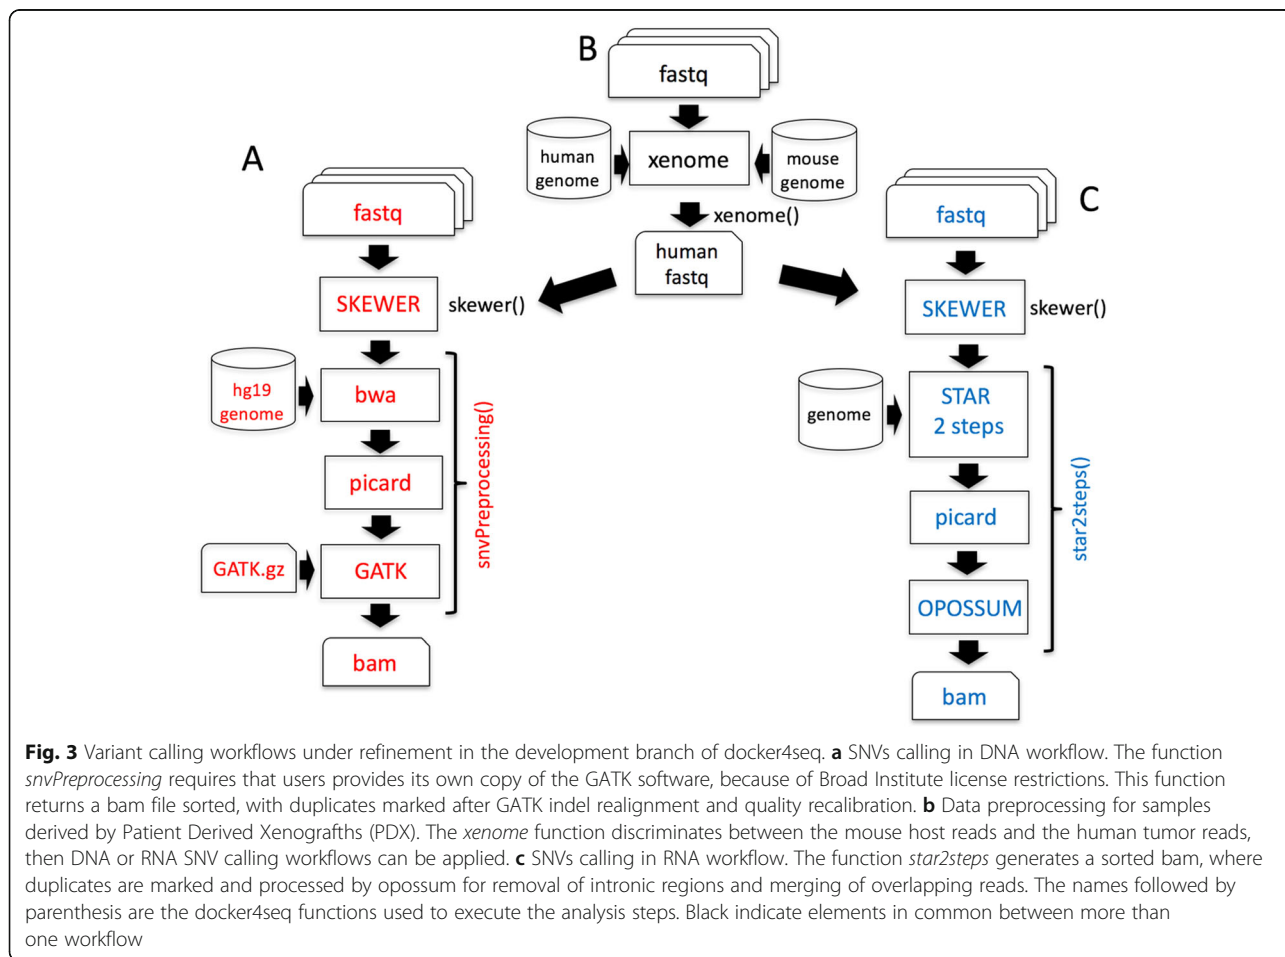 A
fastq
SKEWER
skewer()
hg19
genome
bwa
picard
GATK.gz
GATK
snvPreprocessing()
bam
B
fastq
human
genome
xenome
mouse
genome
xenome()
human
fastq
C
fastq
SKEWER
skewer()
genome
STAR
2 steps
picard
OPOSSUM
star2steps()
bam
Fig. 3 Variant calling workflows under refinement in the development branch of docker4seq. a SNVs calling in DNA workflow. The function
snvPreprocessing requires that users provides its own copy of the GATK software, because of Broad Institute license restrictions. This function
returns a bam file sorted, with duplicates marked after GATK indel realignment and quality recalibration. b Data preprocessing for samples
derived by Patient Derived Xenografths (PDX). The xenome function discriminates between the mouse host reads and the human tumor reads,
then DNA or RNA SNV calling workflows can be applied. c SNVs calling in RNA workflow. The function star2steps generates a sorted bam, where
duplicates are marked and processed by opossum for removal of intronic regions and merging of overlapping reads. The names followed by
parenthesis are the docker4seq functions used to execute the analysis steps. Black indicate elements in common between more than
one workflow